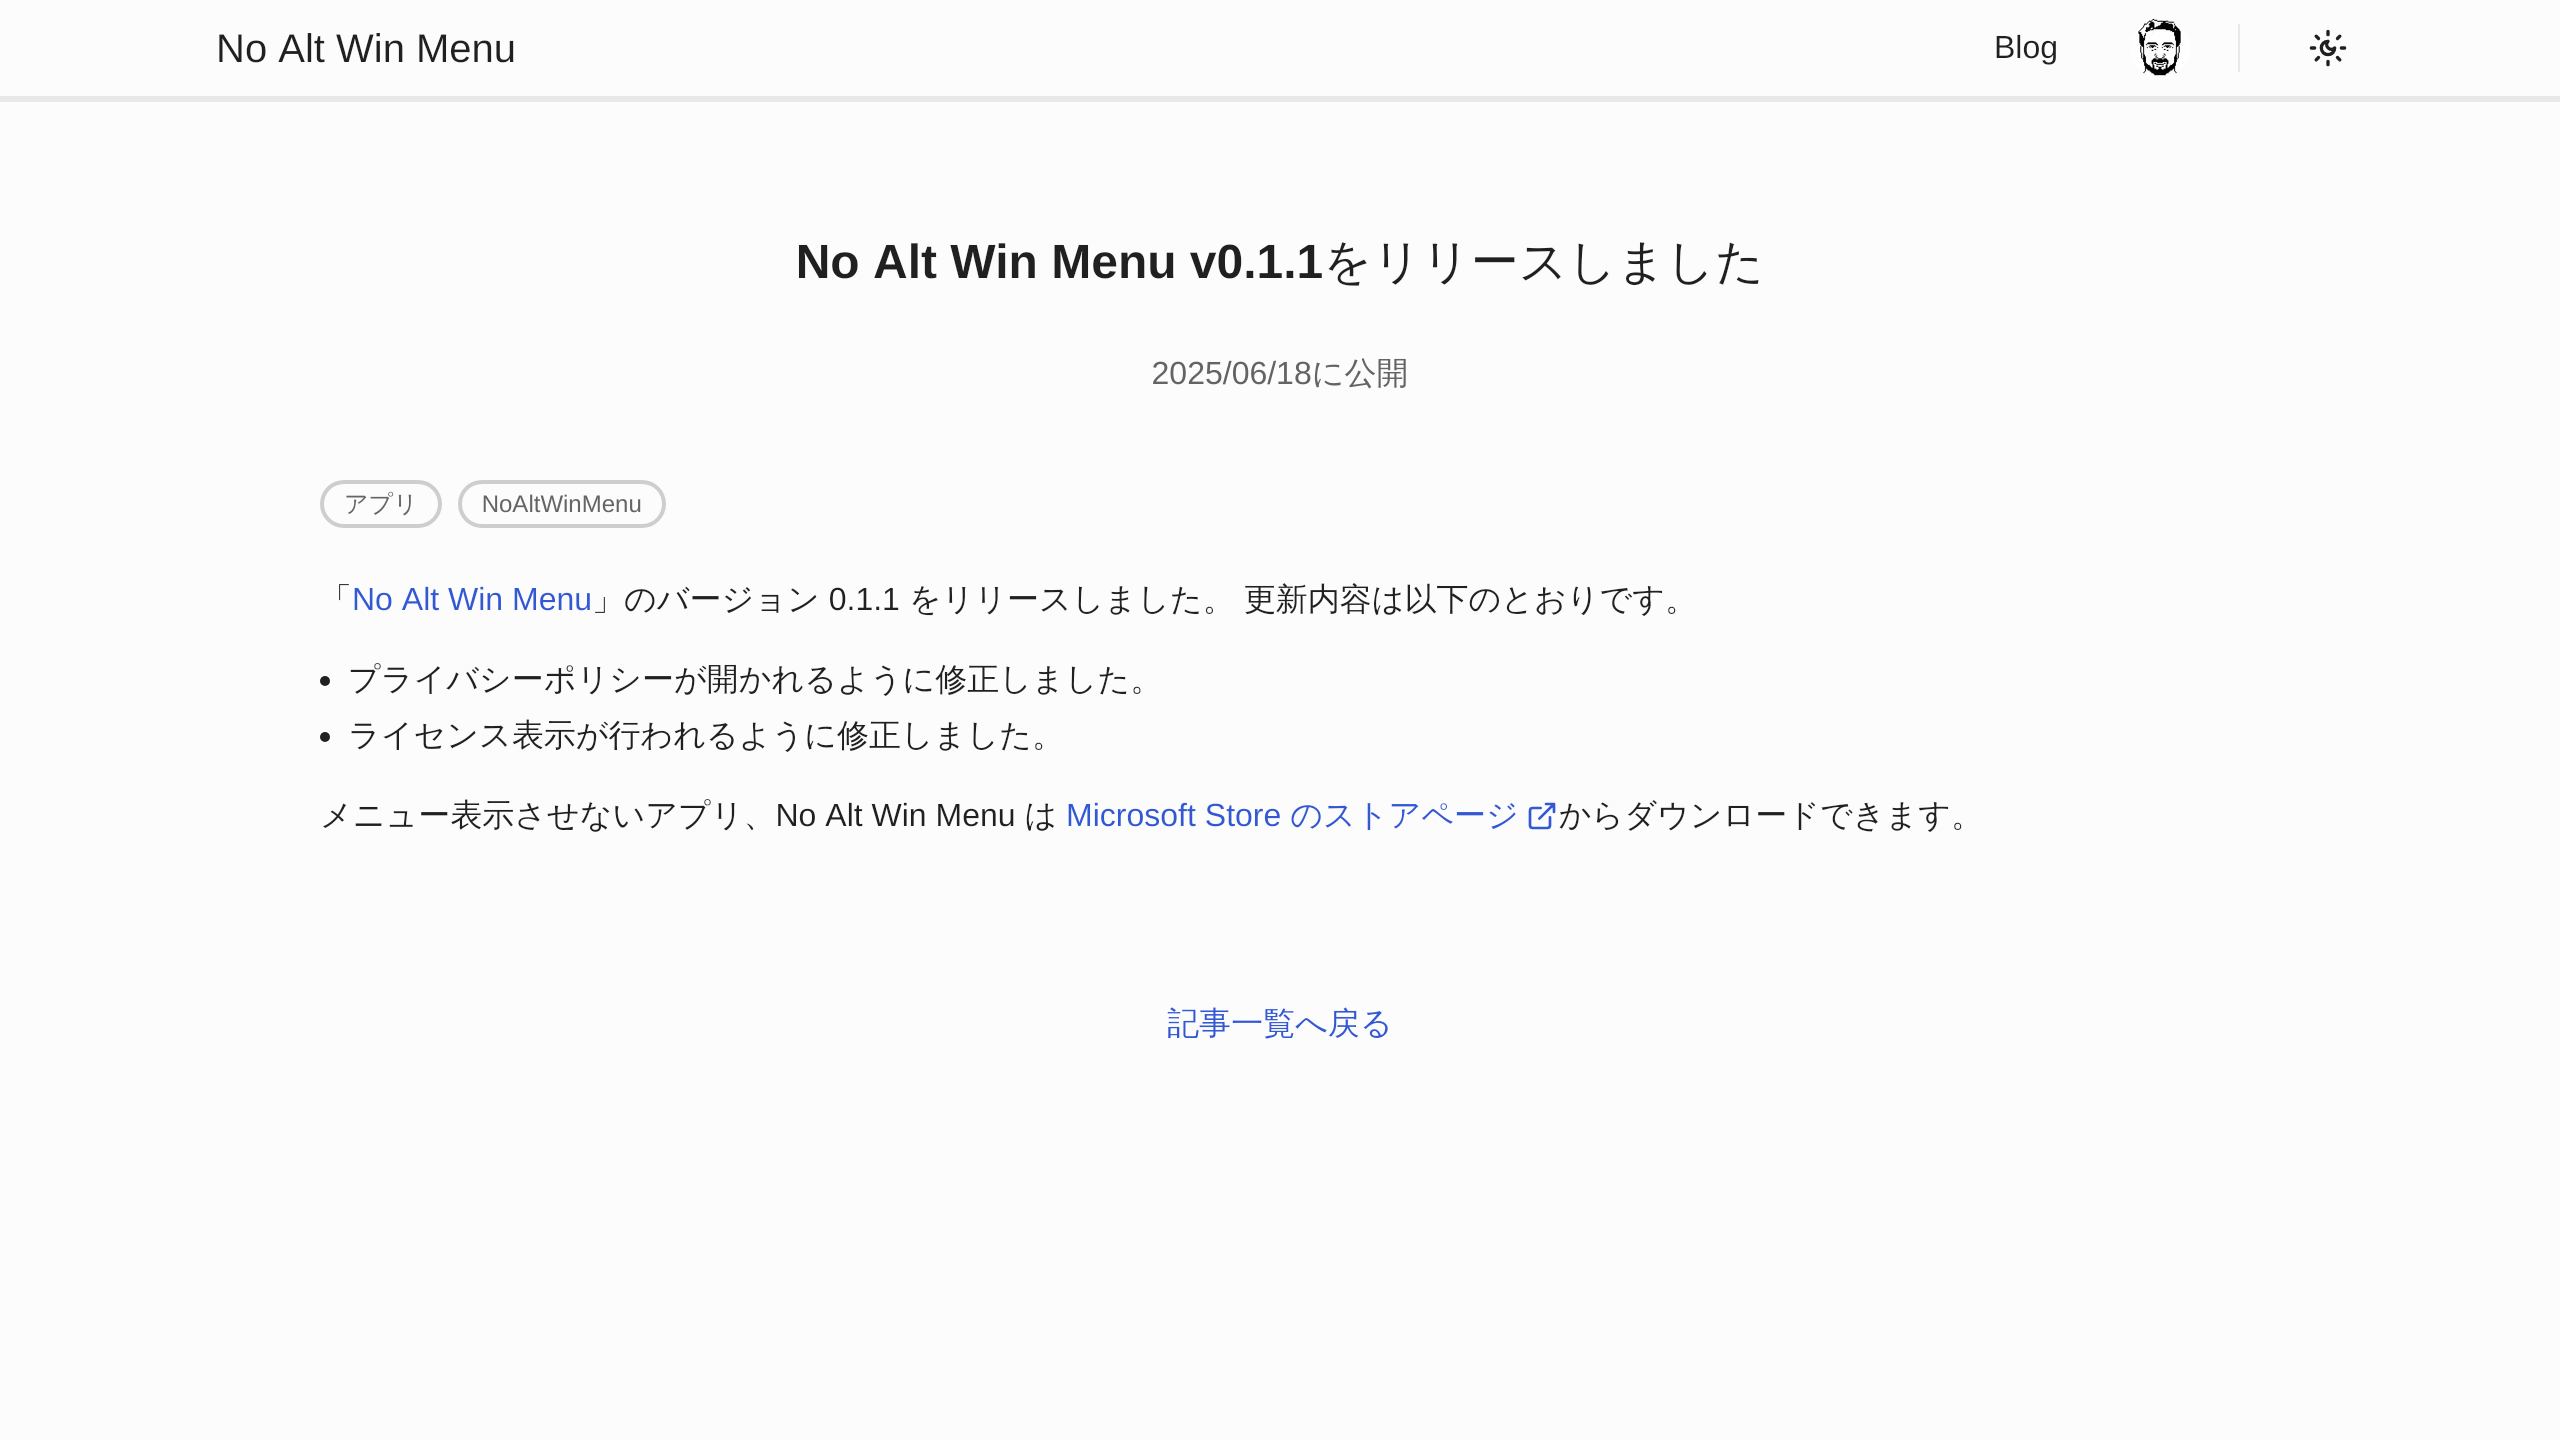 No Alt Win Menu
Blog
No Alt Win Menu v0.1.1をリリースしました
2025/06/18に公開
アプリ
NoAltWinMenu
「No Alt Win Menu」のバージョン 0.1.1 をリリースしました。 更新内容は以下のとおりです。
• プライバシーポリシーが開かれるように修正しました。
• ライセンス表示が行われるように修正しました。
メニュー表示させないアプリ、No Alt Win Menu は Microsoft Store のストアページからダウンロードできます。
記事一覧へ戻る